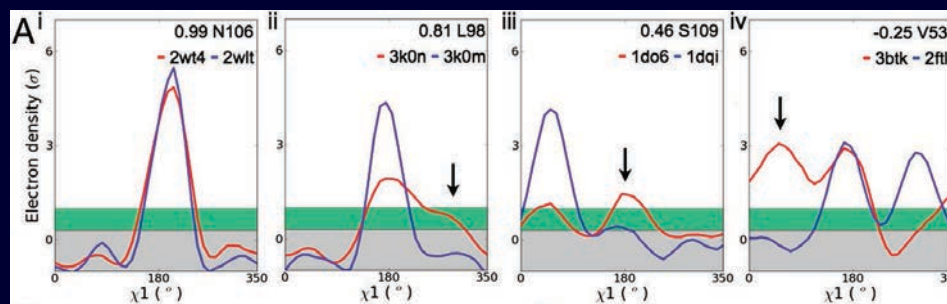 A
i
0.99 N106
2wt4 2wlt
ii
0.81 L98
3k0n 3k0m
iii
0.46 S109
1do6 1dqi
iv
-0.25 V53
3btk 2ftl
Electron density (σ)
6
3
0
0
180
350
χ1 ( °)
6
3
0
0
180
350
χ1 ( °)
6
3
0
0
180
350
χ1 ( °)
6
3
0
0
180
350
χ1 ( °)